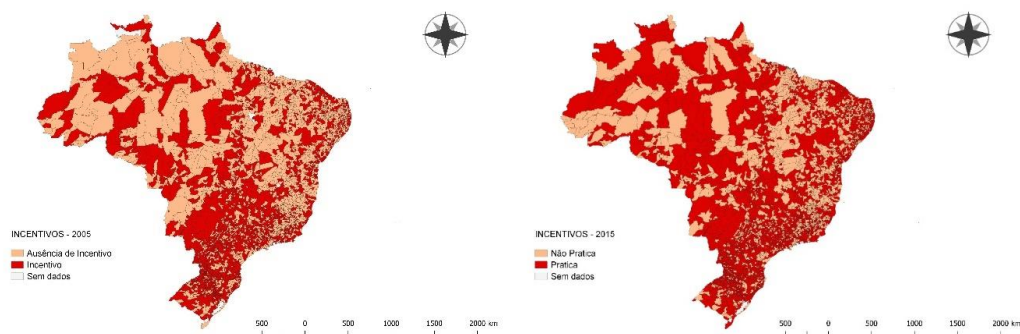 INCENTIVOS - 2005
Ausência de Incentivo
Incentivo
Sem dados
500 0 500 1000 1500 2000 km
INCENTIVOS - 2015
Não Pratica
Pratica
Sem dados
500 0 500 1000 1500 2000 km